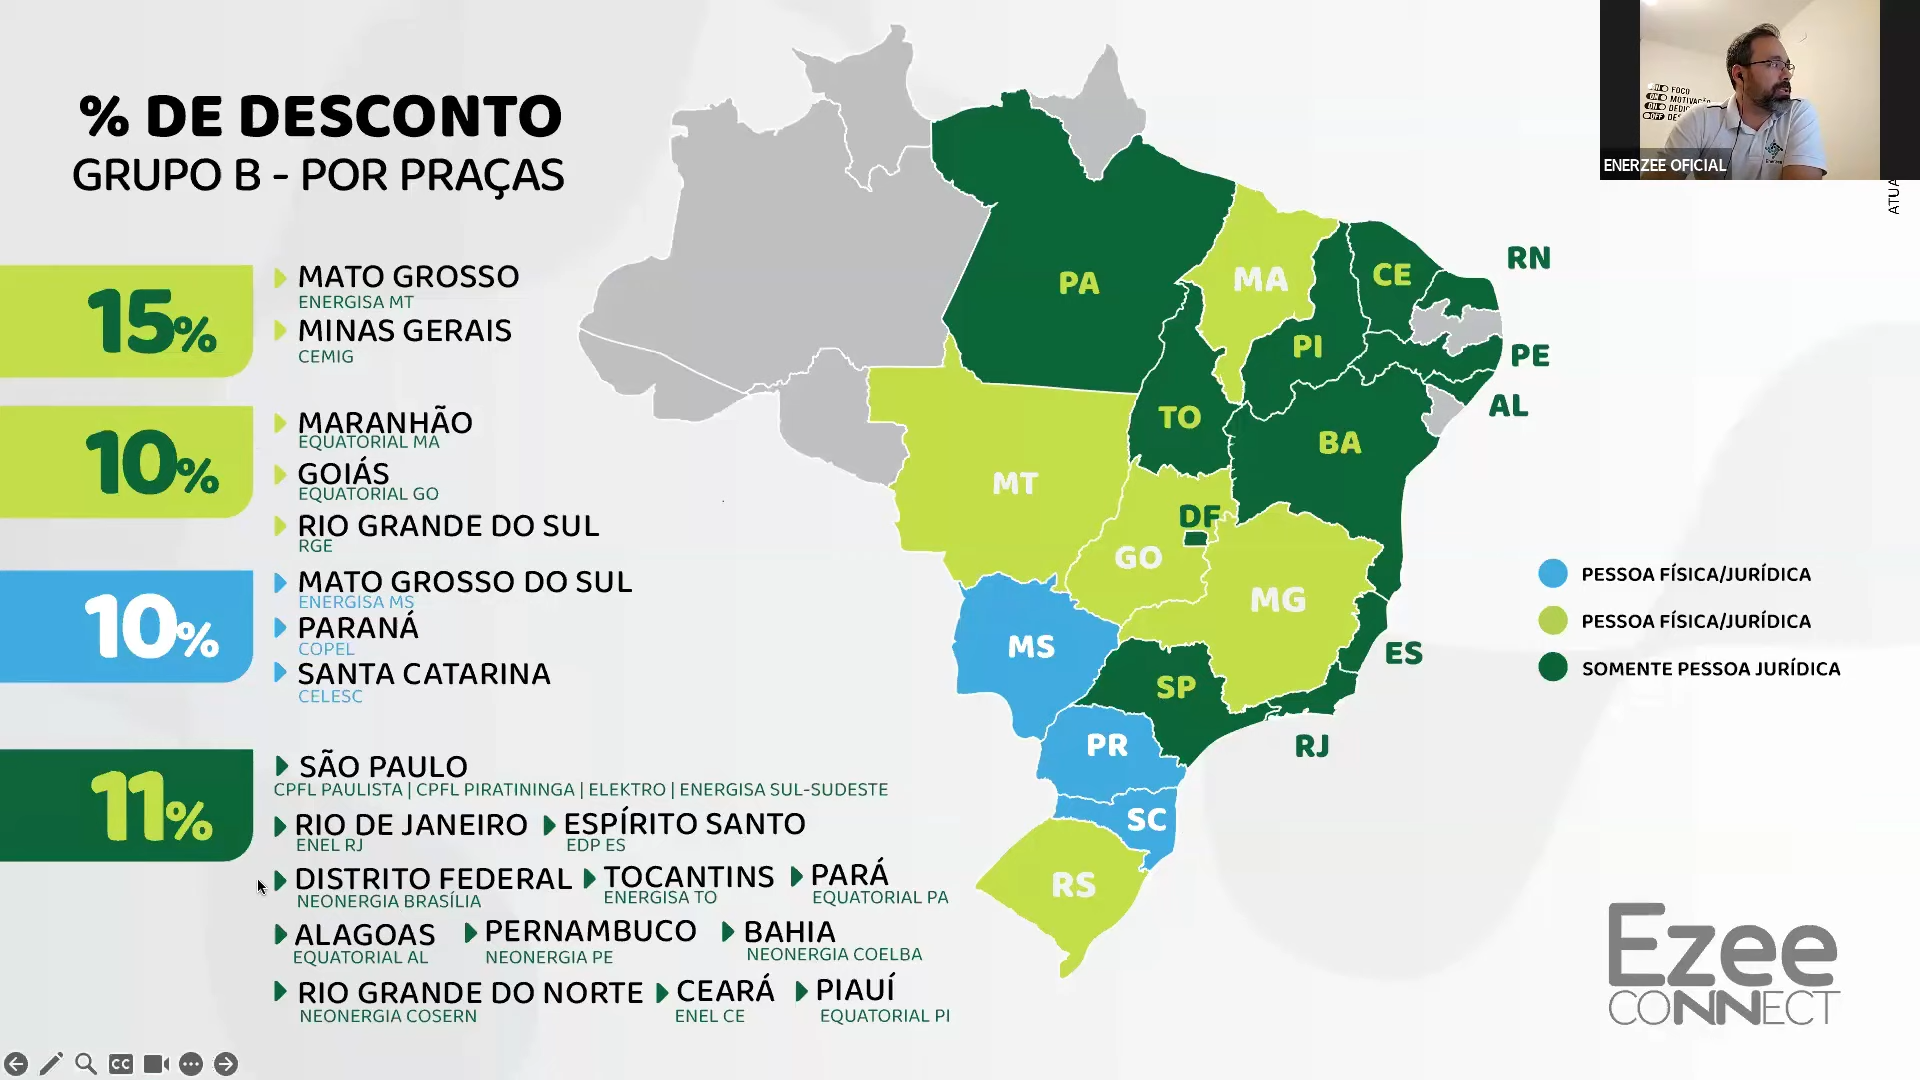 % DE DESCONTO
GRUPO B - POR PRAÇAS
15%
MATO GROSSO
ENERGISA MT
MINAS GERAIS
CEMIG
10%
MARANHÃO
EQUATORIAL MA
GOIÁS
EQUATORIAL GO
RIO GRANDE DO SUL
RGE
10%
MATO GROSSO DO SUL
ENERGISA MS
PARANÁ
COPEL
SANTA CATARINA
CELESC
11%
SÃO PAULO
CPFL PAULISTA | CPFL PIRATININGA | ELEKTRO | ENERGISA SUL-SUDESTE
RIO DE JANEIRO ESPÍRITO SANTO
ENEL RJ EDP ES
DISTRITO FEDERAL TOCANTINS PARÁ
NEONERGIA BRASÍLIA ENERGISA TO EQUATORIAL PA
ALAGOAS PERNAMBUCO BAHIA
EQUATORIAL AL NEONERGIA PE NEONERGIA COELBA
RIO GRANDE DO NORTE CEARÁ PIAUÍ
NEONERGIA COSERN ENEL CE EQUATORIAL PI
PA
MA
CE
RN
PI
PE
AL
TO
BA
MT
DF
GO
MG
MS
ES
SP
PR
RJ
SC
RS
PESSOA FÍSICA/JURÍDICA
PESSOA FÍSICA/JURÍDICA
SOMENTE PESSOA JURÍDICA
Ezee
CONNECT
ON FOCO
ON
ON
OFF
ENERZEE OFICIAL
CC